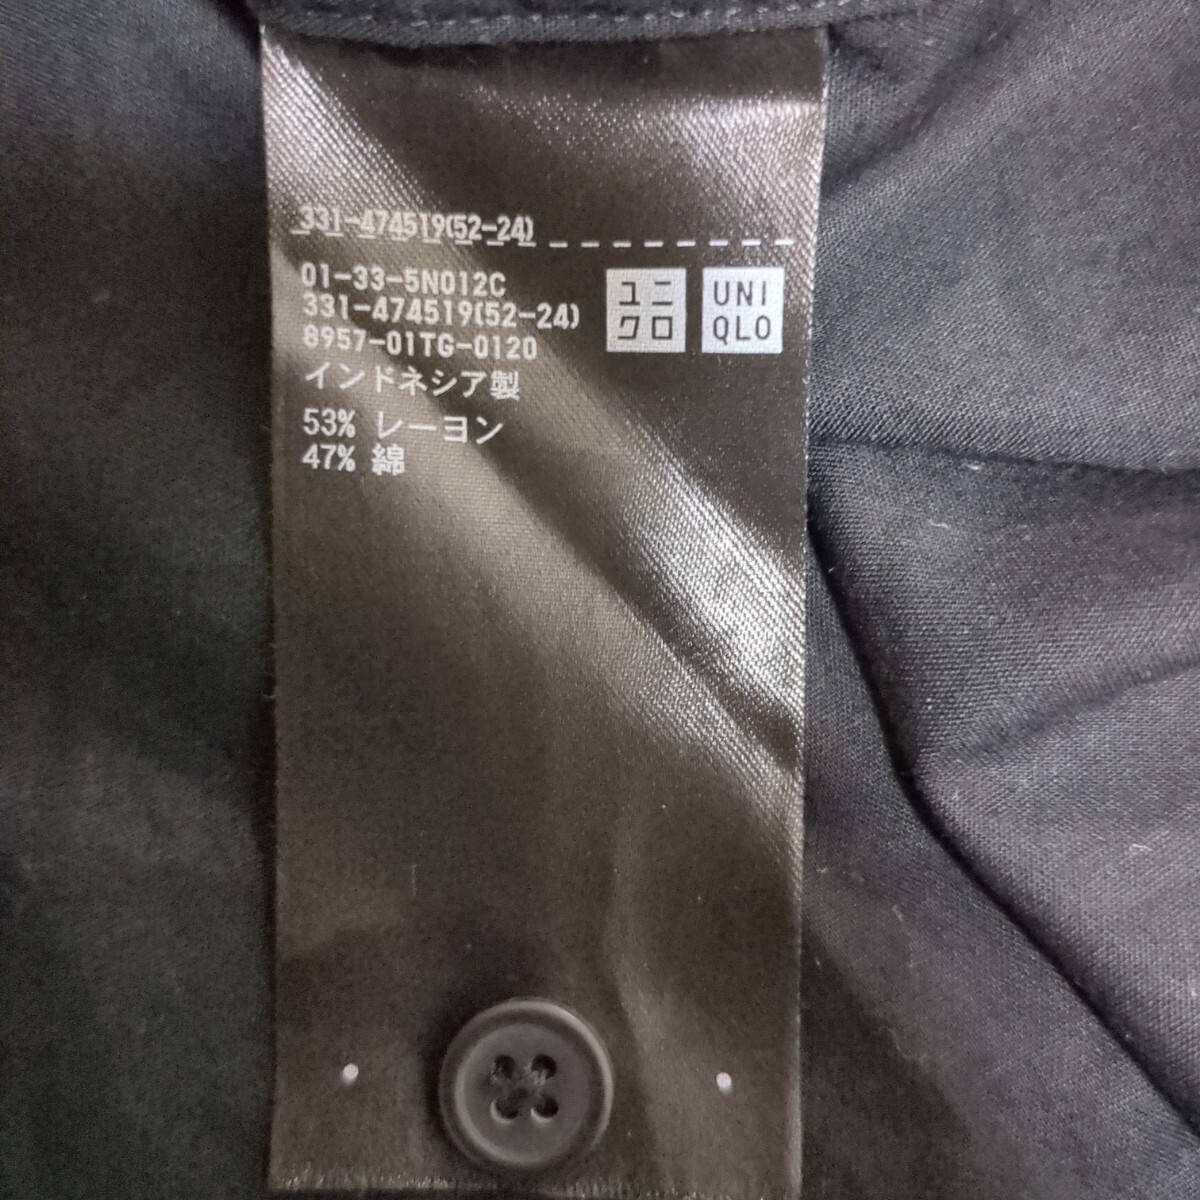 331-474519(52-24)
01-33-5N012C
331-474519(52-24)
8957-01TG-0120
インドネシア製
53% レーヨン
47% 綿
ユニ
クロ
UNI
QLO